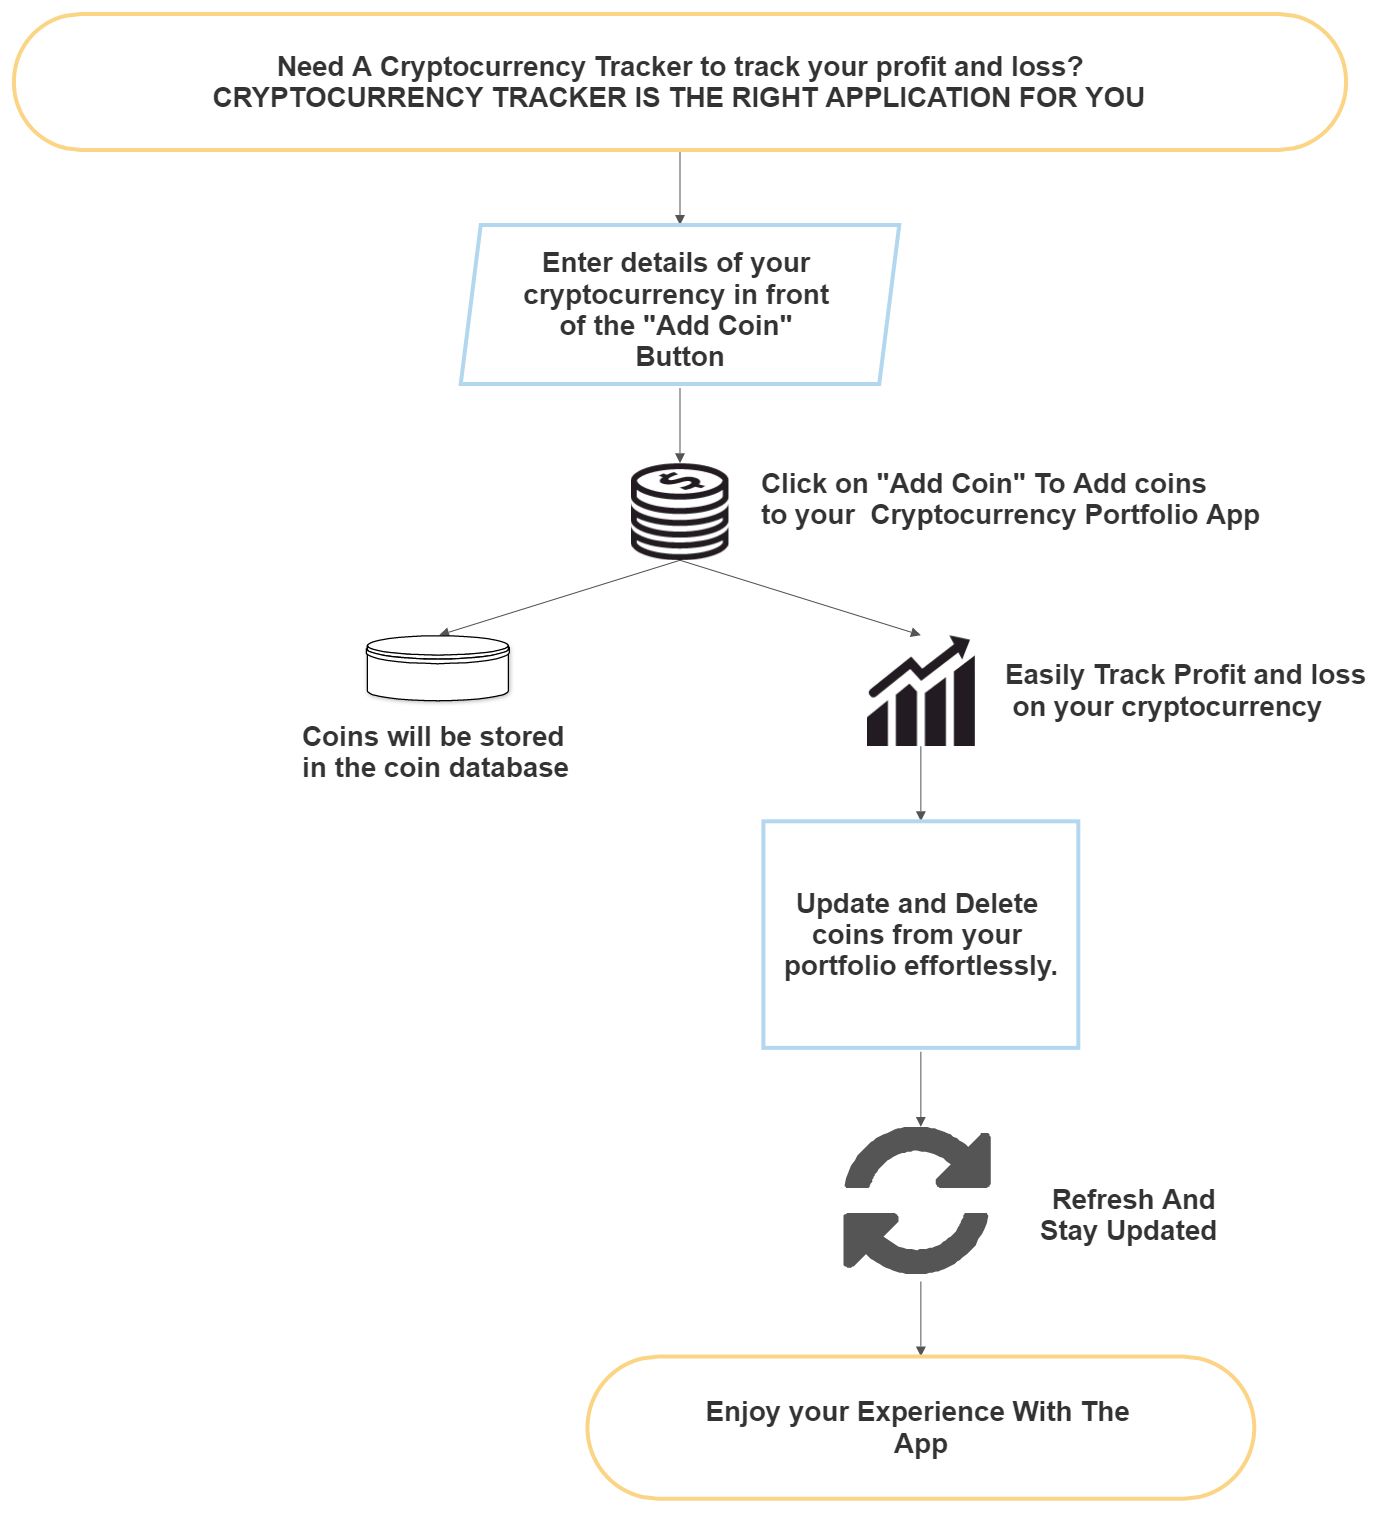 Need A Cryptocurrency Tracker to track your profit and loss?
CRYPTOCURRENCY TRACKER IS THE RIGHT APPLICATION FOR YOU
Enter details of your
cryptocurrency in front
of the "Add Coin"
Button
$
Click on "Add Coin" To Add coins
to your  Cryptocurrency Portfolio App
Coins will be stored
in the coin database
Easily Track Profit and loss
on your cryptocurrency
Update and Delete
coins from your
portfolio effortlessly.
Refresh And
Stay Updated
Enjoy your Experience With The
App